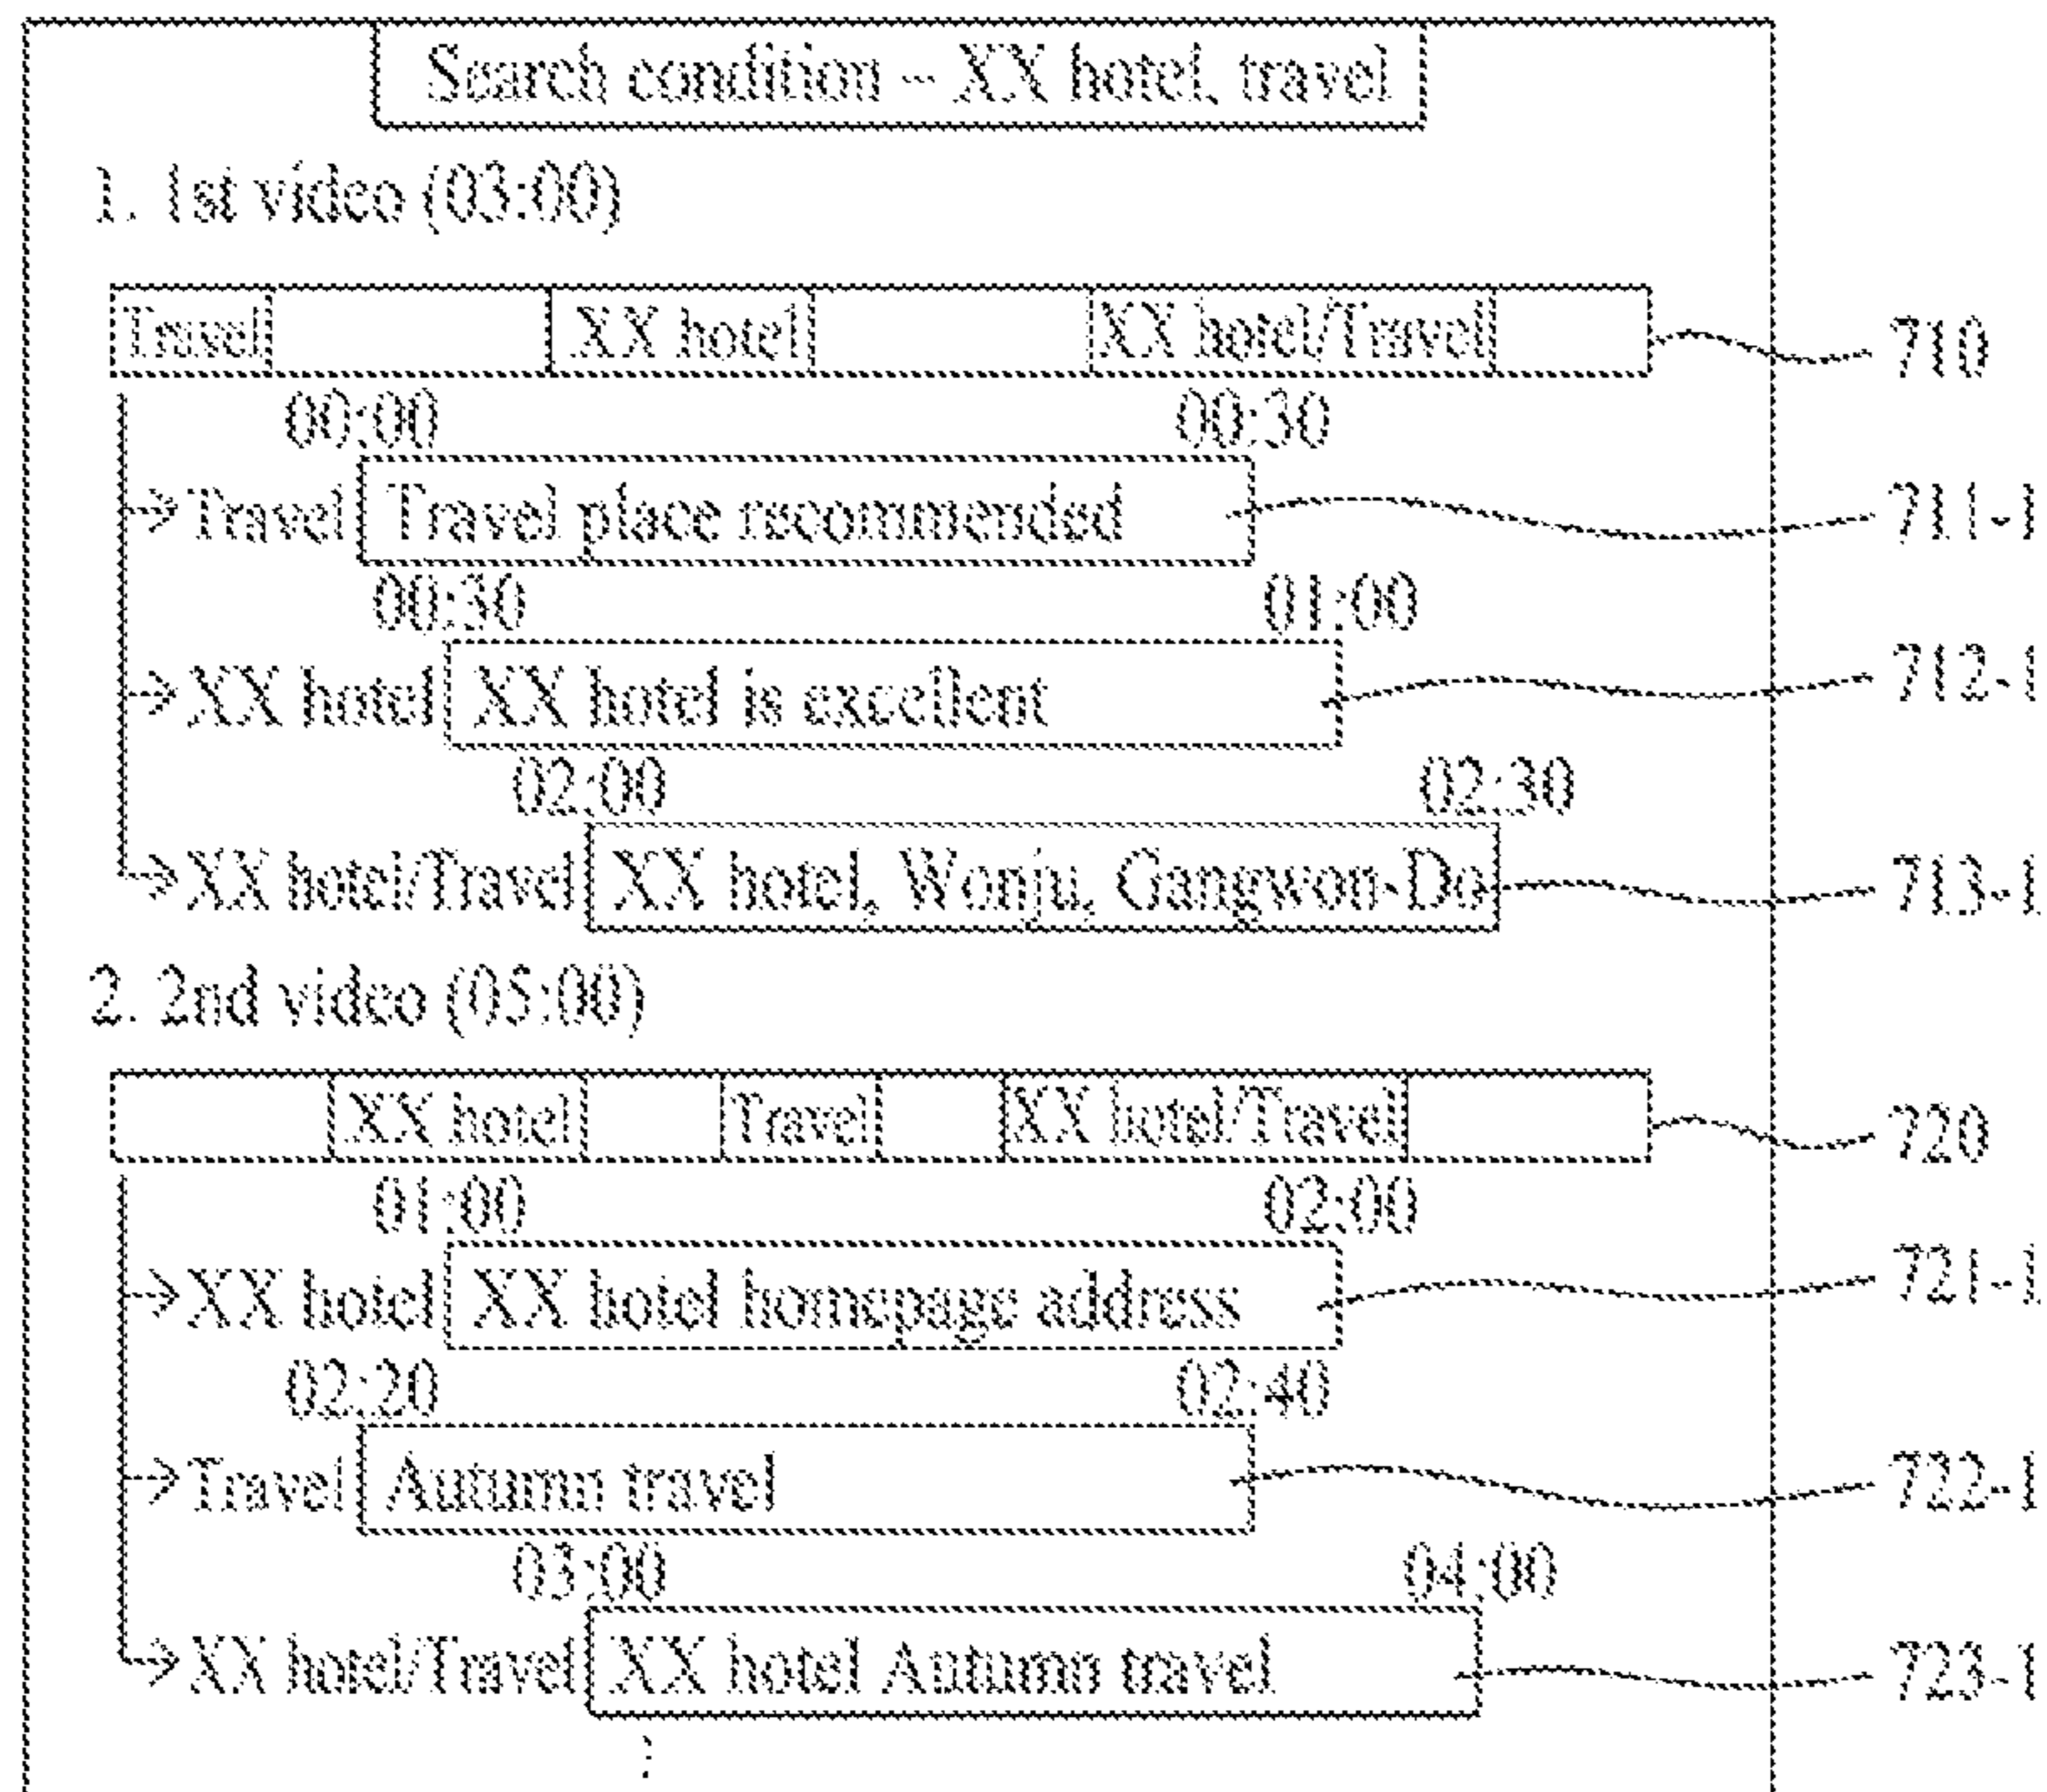 Search condition – XX hotel, travel
1. 1st video (03:00)
Travel XX hotel XX hotel/Travel 710
00:00 00:30
Travel Travel place recommended 711-1
00:30 01:00
XX hotel XX hotel is excellent 712-1
02:00 02:30
XX hotel/Travel XX hotel, Wonju, Gangwon-Do 713-1
2. 2nd video (05:00)
XX hotel Travel XX hotel/Travel 720
01:00 02:00
XX hotel XX hotel homepage address 721-1
02:20 02:40
Travel Autumn travel 722-1
03:00 04:00
XX hotel/Travel XX hotel Autumn travel 723-1